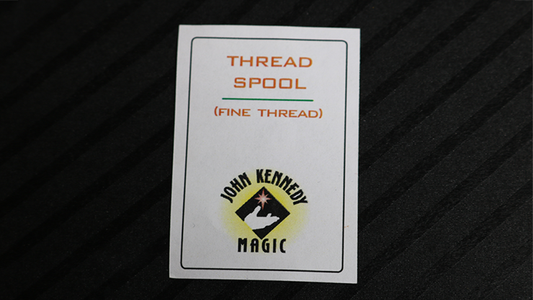 THREAD
SPOOL
(FINE THREAD)
JOHN KENNEDY
MAGIC